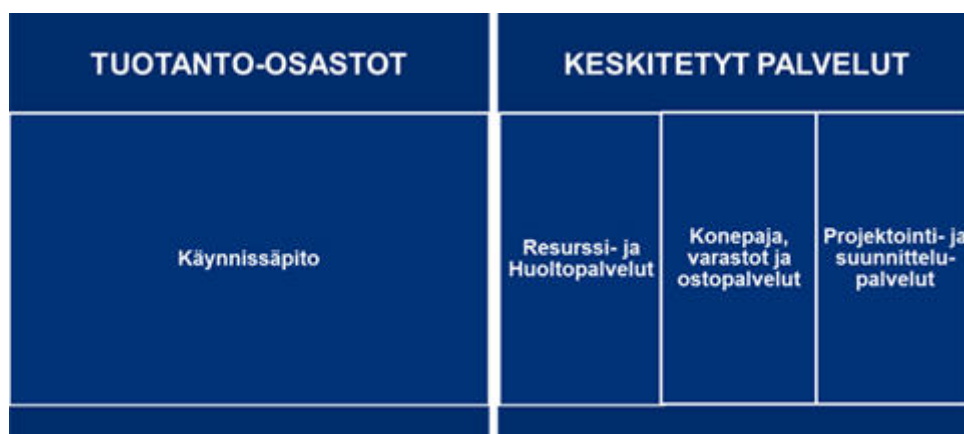 TUOTANTO-OSASTOT
KESKITETYT PALVELUT
Käynnissäpito
Resurssi- ja
Huoltopalvelut
Konepaja,
varastot ja
ostopalvelut
Projektointi- ja
suunnittelu-
palvelut